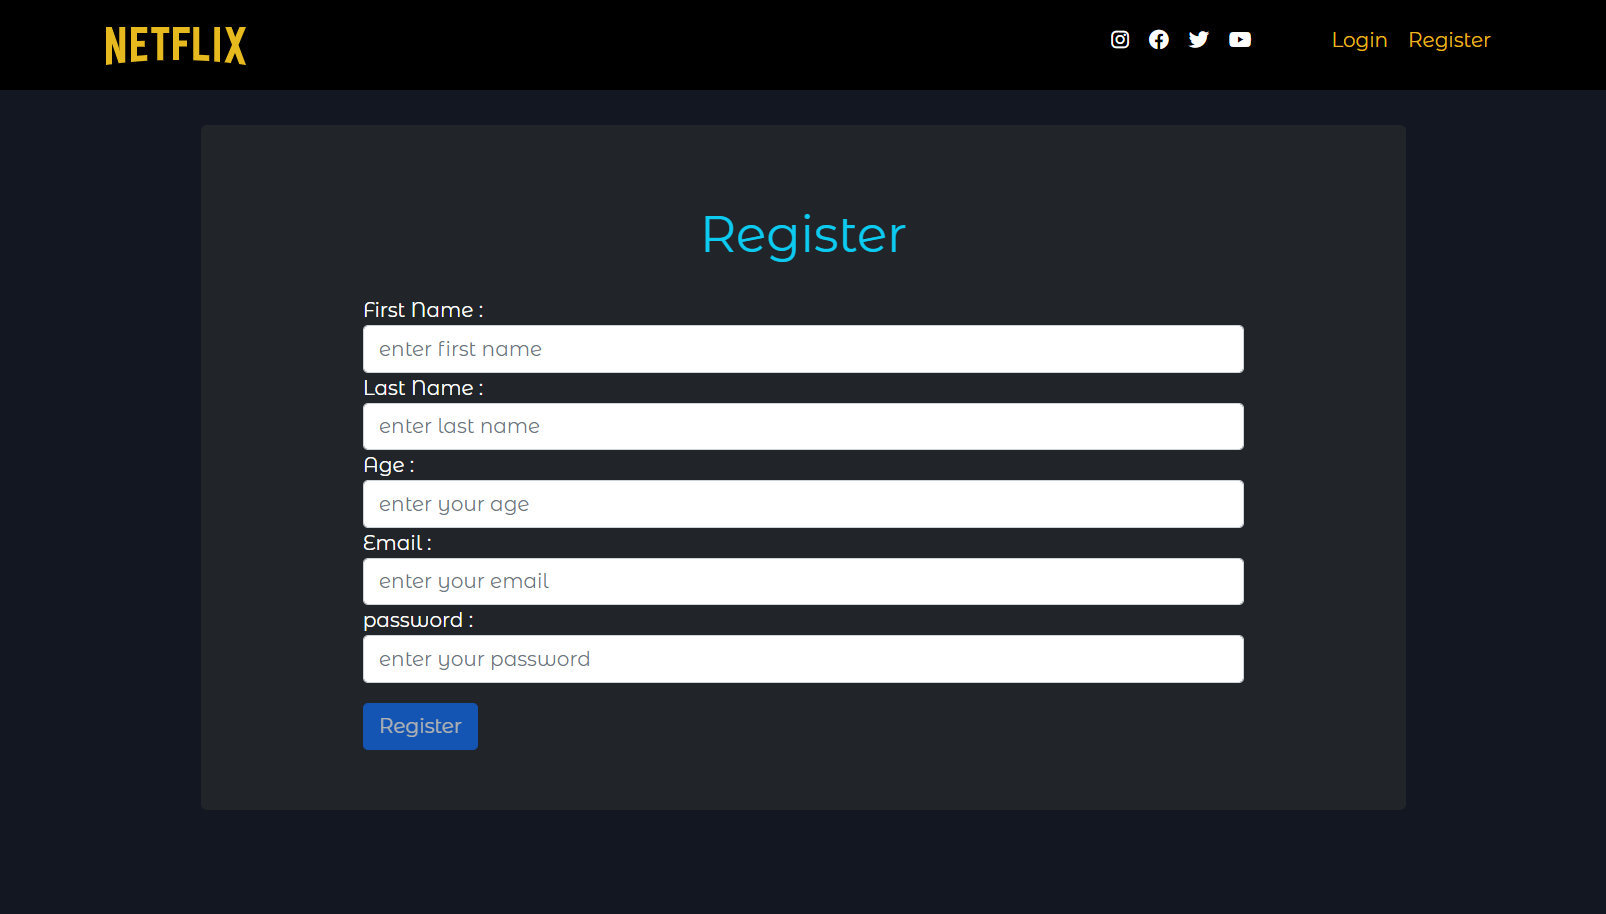 NETFLIX
Login Register
Register
First Name :
enter first name
Last Name :
enter last name
Age :
enter your age
Email :
enter your email
password :
enter your password
Register